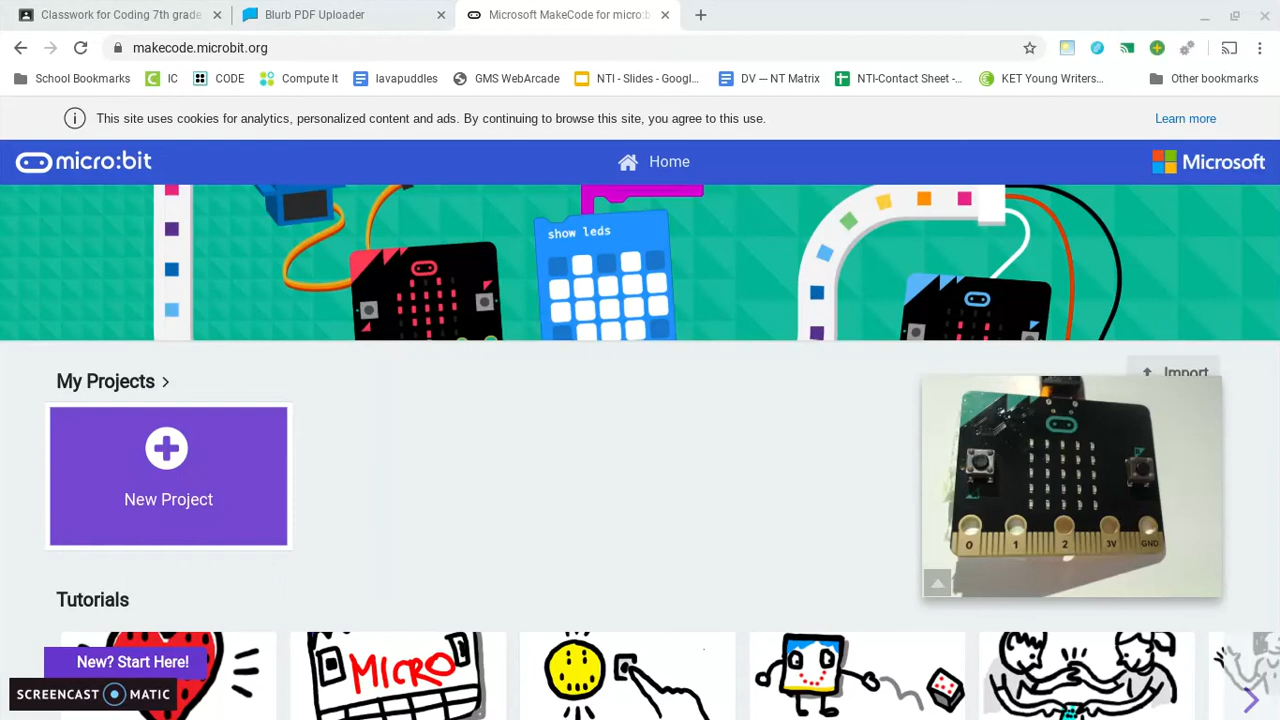 Classwork for Coding 7th grade
Blurb PDF Uploader
Microsoft MakeCode for micro:b
makecode.microbit.org
School Bookmarks
IC
CODE
Compute It
lavapuddles
GMS WebArchive
NTI - Slides - Googl...
DV --- NT Matrix
NTI-Contact Sheet -...
KET Young Writers...
Other bookmarks
This site uses cookies for analytics, personalized content and ads. By continuing to browse this site, you agree to this use.
Learn more
micro:bit
Home
Microsoft
show leds
My Projects
Import
New Project
0 1 2 3V GND
Tutorials
MICRO
New? Start Here!
SCREENCAST MATIC